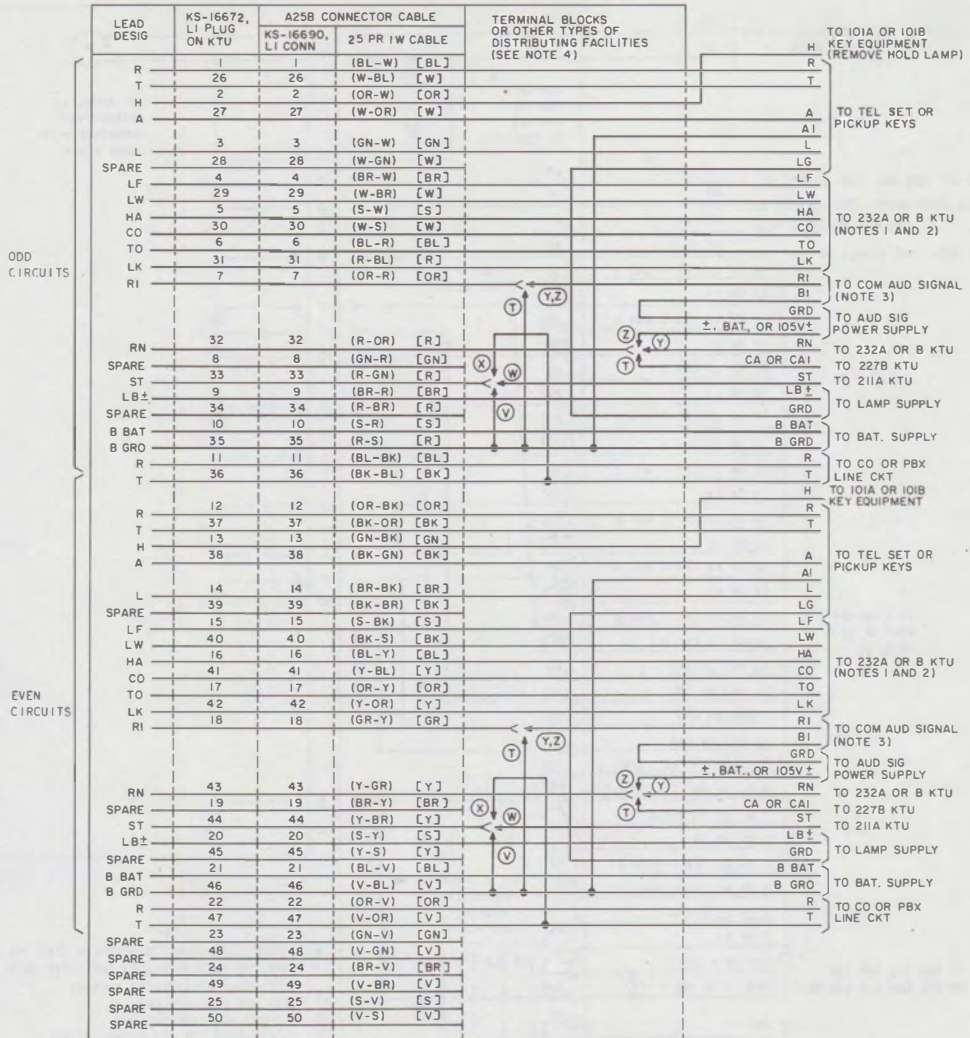 LEAD DESIG
KS-16672, L1 PLUG ON KTU
A25B CONNECTOR CABLE
KS-16690, L1 CONN
25 PR 1W CABLE
TERMINAL BLOCKS OR OTHER TYPES OF DISTRIBUTING FACILITIES (SEE NOTE 4)
ODD CIRCUITS
R 1 1 (BL-W) [BL]
T 26 26 (W-BL) [W]
H 2 2 (OR-W) [OR]
A 27 27 (W-OR) [W]
L 3 3 (GN-W) [GN]
SPARE 28 28 (W-GN) [W]
LF 4 4 (BR-W) [BR]
LW 29 29 (W-BR) [W]
HA 5 5 (S-W) [S]
CO 30 30 (W-S) [W]
TO 6 6 (BL-R) [BL]
LK 31 31 (R-BL) [R]
RI 7 7 (OR-R) [OR]
RN 32 32 (R-OR) [R]
SPARE 8 8 (GN-R) [GN]
ST 33 33 (R-GN) [R]
LB± 9 9 (BR-R) [BR]
SPARE 34 34 (R-BR) [R]
B BAT 10 10 (S-R) [S]
B GRO 35 35 (R-S) [R]
R 11 11 (BL-BK) [BL]
T 36 36 (BK-BL) [BK]
T
Y,Z
X
W
V
Z
Y
T
H TO 101A OR 101B KEY EQUIPMENT (REMOVE HOLD LAMP)
R
T
A
A1
L
LG
TO TEL SET OR PICKUP KEYS
LF
LW
HA
CO
TO
LK
TO 232A OR B KTU (NOTES 1 AND 2)
RI
BI
TO COM AUD SIGNAL (NOTE 3)
GRD
±, BAT., OR 105V±
TO AUD SIG POWER SUPPLY
RN TO 232A OR B KTU
CA OR CA1 TO 227B KTU
ST TO 211A KTU
LB±
GRD
TO LAMP SUPPLY
B BAT
B GRD
TO BAT. SUPPLY
R
T
TO CO OR PBX LINE CKT
EVEN CIRCUITS
R 12 12 (OR-BK) [OR]
T 37 37 (BK-OR) [BK]
H 13 13 (GN-BK) [GN]
A 38 38 (BK-GN) [BK]
L 14 14 (BR-BK) [BR]
SPARE 39 39 (BK-BR) [BK]
LF 15 15 (S-BK) [S]
LW 40 40 (BK-S) [BK]
HA 16 16 (BL-Y) [BL]
CO 41 41 (Y-BL) [Y]
TO 17 17 (OR-Y) [OR]
LK 42 42 (Y-OR) [Y]
RI 18 18 (GR-Y) [GR]
RN 43 43 (Y-GR) [Y]
SPARE 19 19 (BR-Y) [BR]
ST 44 44 (Y-BR) [Y]
LB± 20 20 (S-Y) [S]
SPARE 45 45 (Y-S) [Y]
B BAT 21 21 (BL-V) [BL]
B GRD 46 46 (V-BL) [V]
R 22 22 (OR-V) [OR]
T 47 47 (V-OR) [V]
SPARE 23 23 (GN-V) [GN]
SPARE 48 48 (V-GN) [V]
SPARE 24 24 (BR-V) [BR]
SPARE 49 49 (V-BR) [V]
SPARE 25 25 (S-V) [S]
SPARE 50 50 (V-S) [V]
T
Y,Z
X
W
V
Z
Y
T
H TO 101A OR 101B KEY EQUIPMENT
R
T
A
A1
L
LG
TO TEL SET OR PICKUP KEYS
LF
LW
HA
CO
TO
LK
TO 232A OR B KTU (NOTES 1 AND 2)
RI
BI
TO COM AUD SIGNAL (NOTE 3)
GRD
±, BAT., OR 105V±
TO AUD SIG POWER SUPPLY
RN TO 232A OR B KTU
CA OR CA1 TO 227B KTU
ST TO 211A KTU
LB±
GRD
TO LAMP SUPPLY
B BAT
B GRO
TO BAT. SUPPLY
R
T
TO CO OR PBX LINE CKT